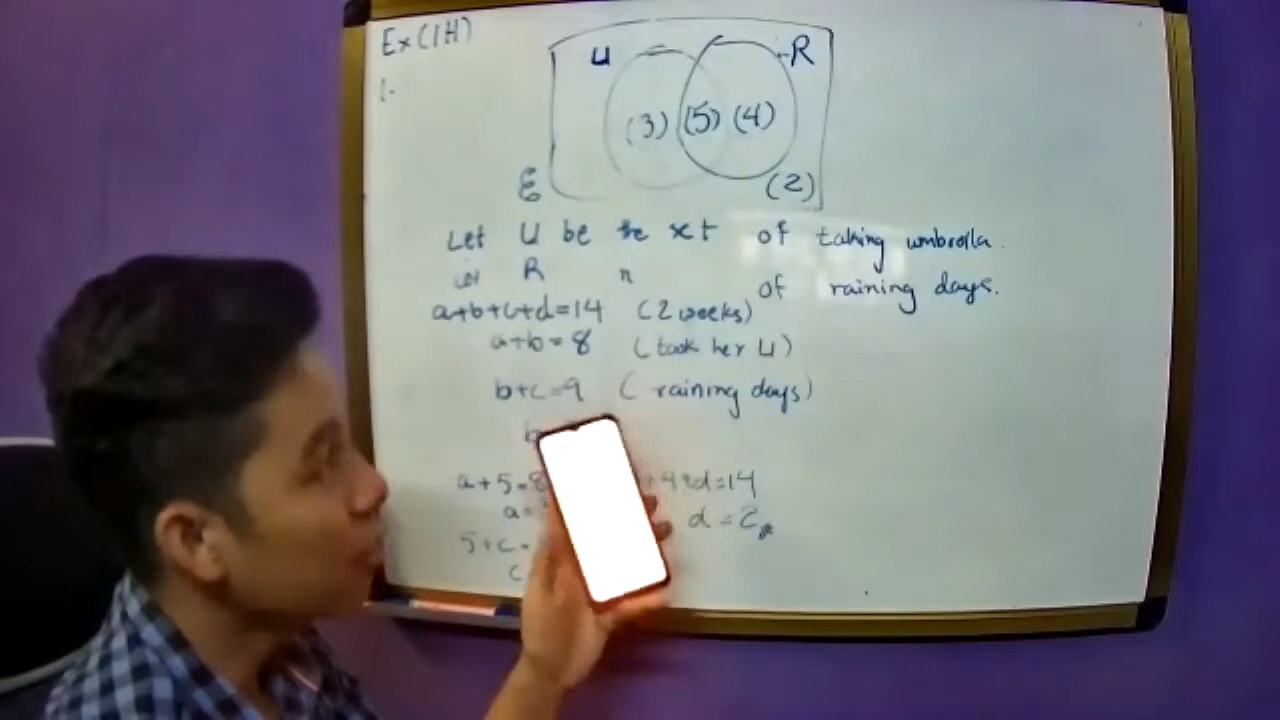 Ex (1H)
1.
U R
(3) (5) (4)
ℰ (2)
Let U be the set of taking umbrella.
Let R " of raining days.
a+b+c+d=14 (2 weeks)
a+b=8 (took her U)
b+c=9 (raining days)
b
a+5=8 +4+d=14
a= d=2
5+c=
c